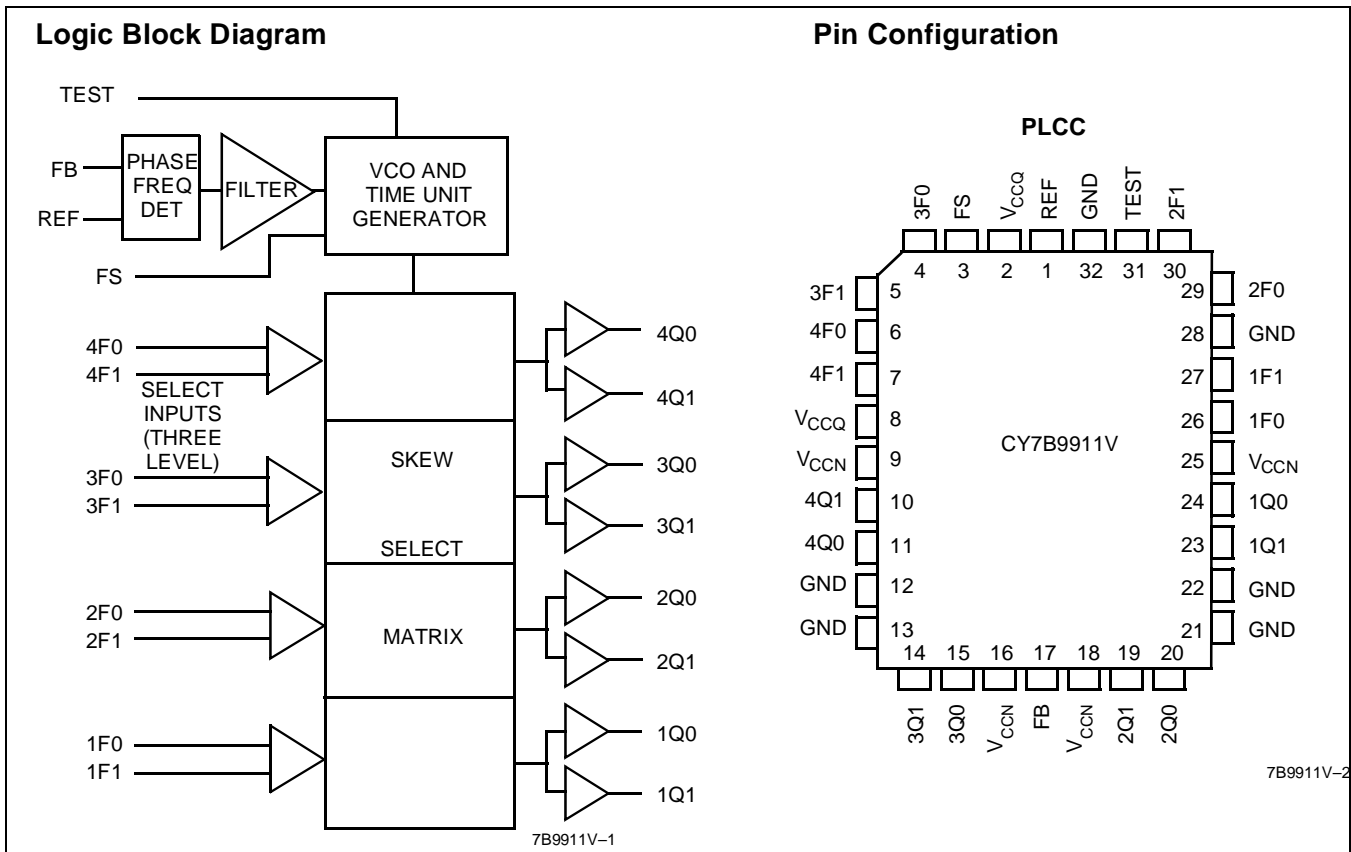 Logic Block Diagram
TEST
FB
REF
PHASE
FREQ
DET
FILTER
VCO AND
TIME UNIT
GENERATOR
FS
4F0
4F1
SELECT
INPUTS
(THREE
LEVEL)
3F0
3F1
2F0
2F1
1F0
1F1
SKEW
SELECT
MATRIX
4Q0
4Q1
3Q0
3Q1
2Q0
2Q1
1Q0
1Q1
7B9911V–1
Pin Configuration
PLCC
3F0
FS
VCCQ
REF
GND
TEST
2F1
4
3
2
1
32
31
30
3F1
5
4F0
6
4F1
7
VCCQ
8
VCCN
9
4Q1
10
4Q0
11
GND
12
GND
13
CY7B9911V
29
2F0
28
GND
27
1F1
26
1F0
25
VCCN
24
1Q0
23
1Q1
22
GND
21
GND
14
15
16
17
18
19
20
3Q1
3Q0
VCCN
FB
VCCN
2Q1
2Q0
7B9911V–2